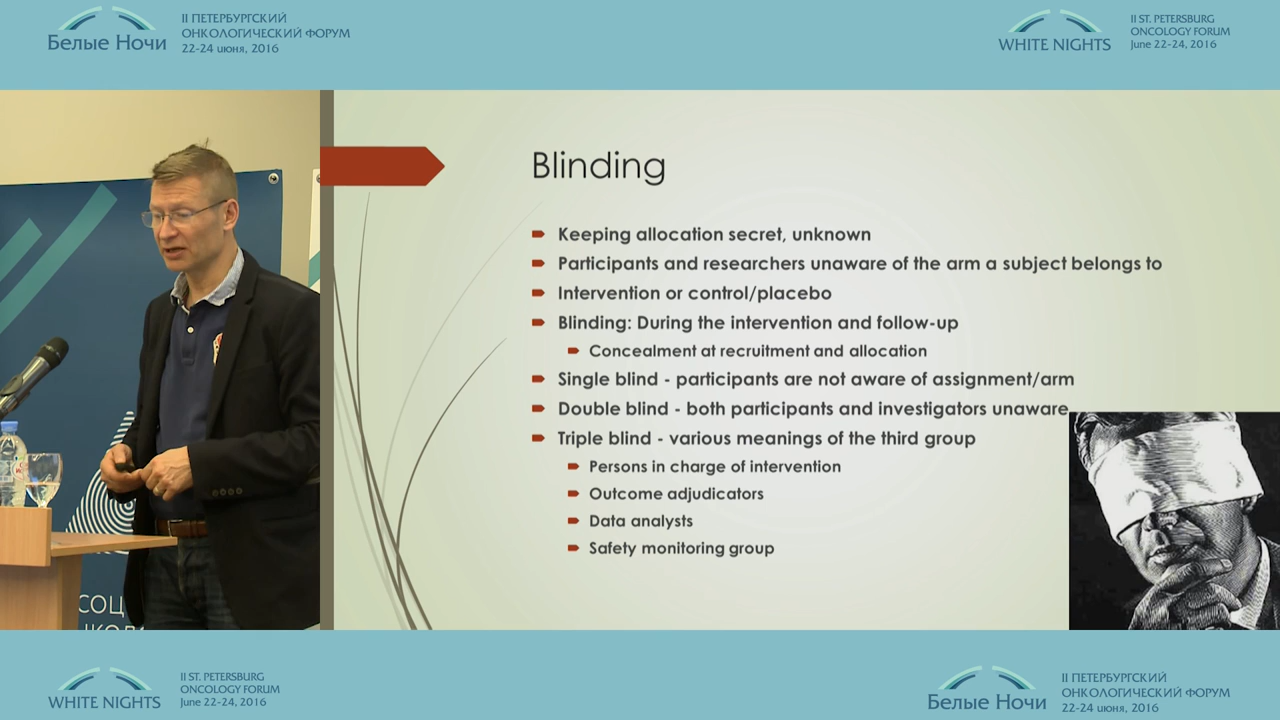 II ПЕТЕРБУРГСКИЙ
ОНКОЛОГИЧЕСКИЙ ФОРУМ
Белые Ночи
22-24 июня, 2016
II ST. PETERSBURG
ONCOLOGY FORUM
WHITE NIGHTS
June 22-24, 2016
Blinding
Keeping allocation secret, unknown
Participants and researchers unaware of the arm a subject belongs to
Intervention or control/placebo
Blinding: During the intervention and follow-up
Concealment at recruitment and allocation
Single blind - participants are not aware of assignment/arm
Double blind - both participants and investigators unaware
Triple blind - various meanings of the third group
Persons in charge of intervention
Outcome adjudicators
Data analysts
Safety monitoring group
СОЦ
II ST. PETERSBURG
ONCOLOGY FORUM
WHITE NIGHTS
June 22-24, 2016
II ПЕТЕРБУРГСКИЙ
ОНКОЛОГИЧЕСКИЙ ФОРУМ
Белые Ночи
22-24 июня, 2016